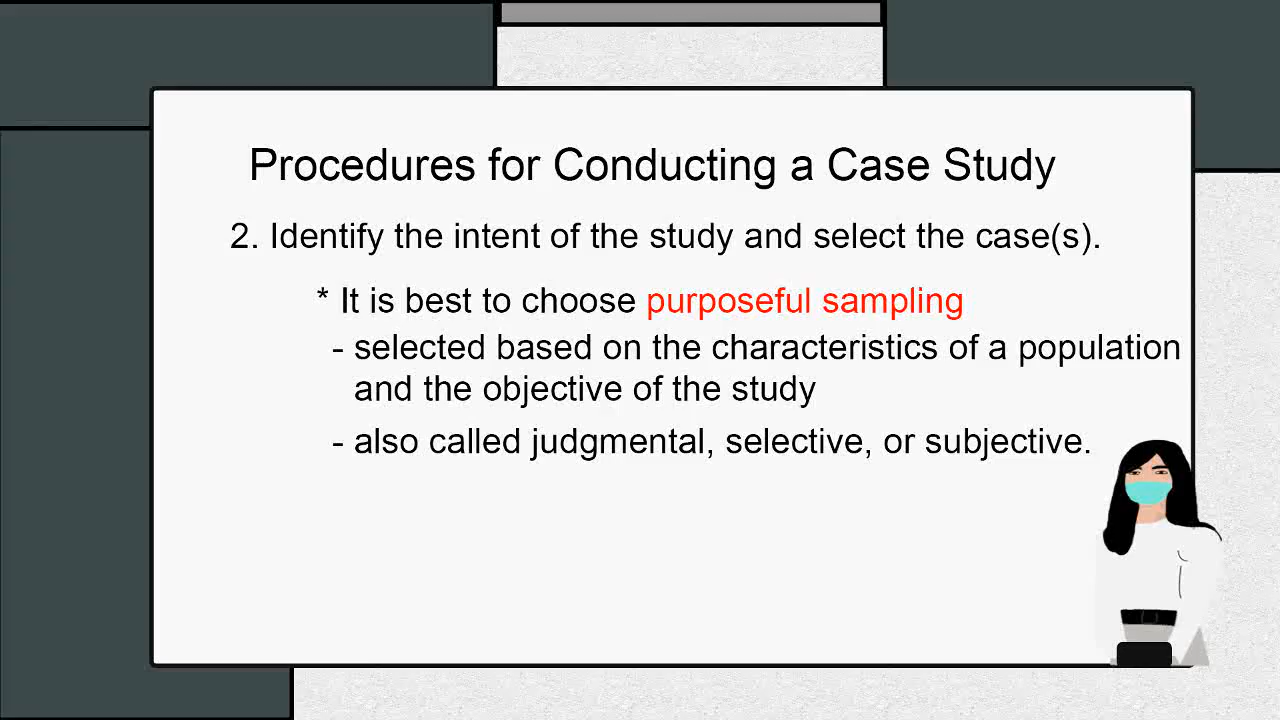 Procedures for Conducting a Case Study
2. Identify the intent of the study and select the case(s).
* It is best to choose purposeful sampling
- selected based on the characteristics of a population
and the objective of the study
- also called judgmental, selective, or subjective.